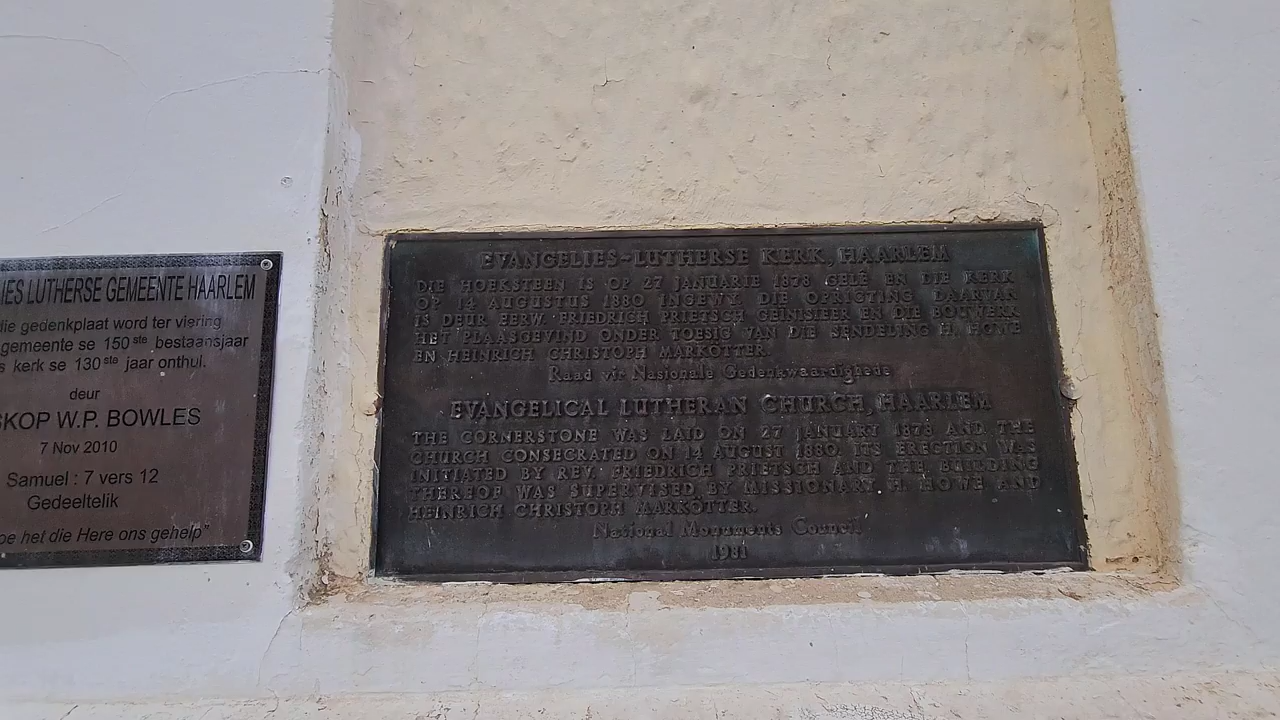 IES LUTHERSE GEMEENTE HAARLEM
die gedenkplaat word ter viering
gemeente se 150ste bestaansjaar
s kerk se 130ste jaar onthul.
deur
SKOP W.P. BOWLES
7 Nov 2010
Samuel : 7 vers 12
Gedeeltelik
oe het die Here ons gehelp"
EVANGELIES-LUTHERSE KERK, HAARLEM
DIE HOEKSTEEN IS OP 27 JANUARIE 1878 GELÊ EN DIE KERK
OP 14 AUGUSTUS 1880 INGEWY. DIE OPRIGTING DAARVAN
IS DEUR EERW. FRIEDRICH PRIETSCH GEINISIEER EN DIE BOUWERK
HET PLAASGEVIND ONDER TOESIG VAN DIE SENDELING H. HOWE
EN HEINRICH CHRISTOPH MARKÖTTER.
Raad vir Nasionale Gedenkwaardighede
EVANGELICAL LUTHERAN CHURCH, HAARLEM
THE CORNERSTONE WAS LAID ON 27 JANUARY 1878 AND THE
CHURCH CONSECRATED ON 14 AUGUST 1880. ITS ERECTION WAS
INITIATED BY REV. FRIEDRICH PRIETSCH AND THE BUILDING
THEREOF WAS SUPERVISED BY MISSIONARY H. HOWE AND
HEINRICH CHRISTOPH MARKÖTTER.
National Monuments Council
1981